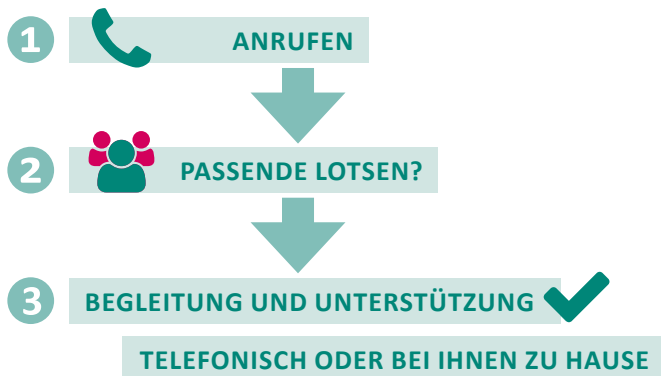 1 ANRUFEN
2 PASSENDE LOTSEN?
3 BEGLEITUNG UND UNTERSTÜTZUNG
TELEFONISCH ODER BEI IHNEN ZU HAUSE